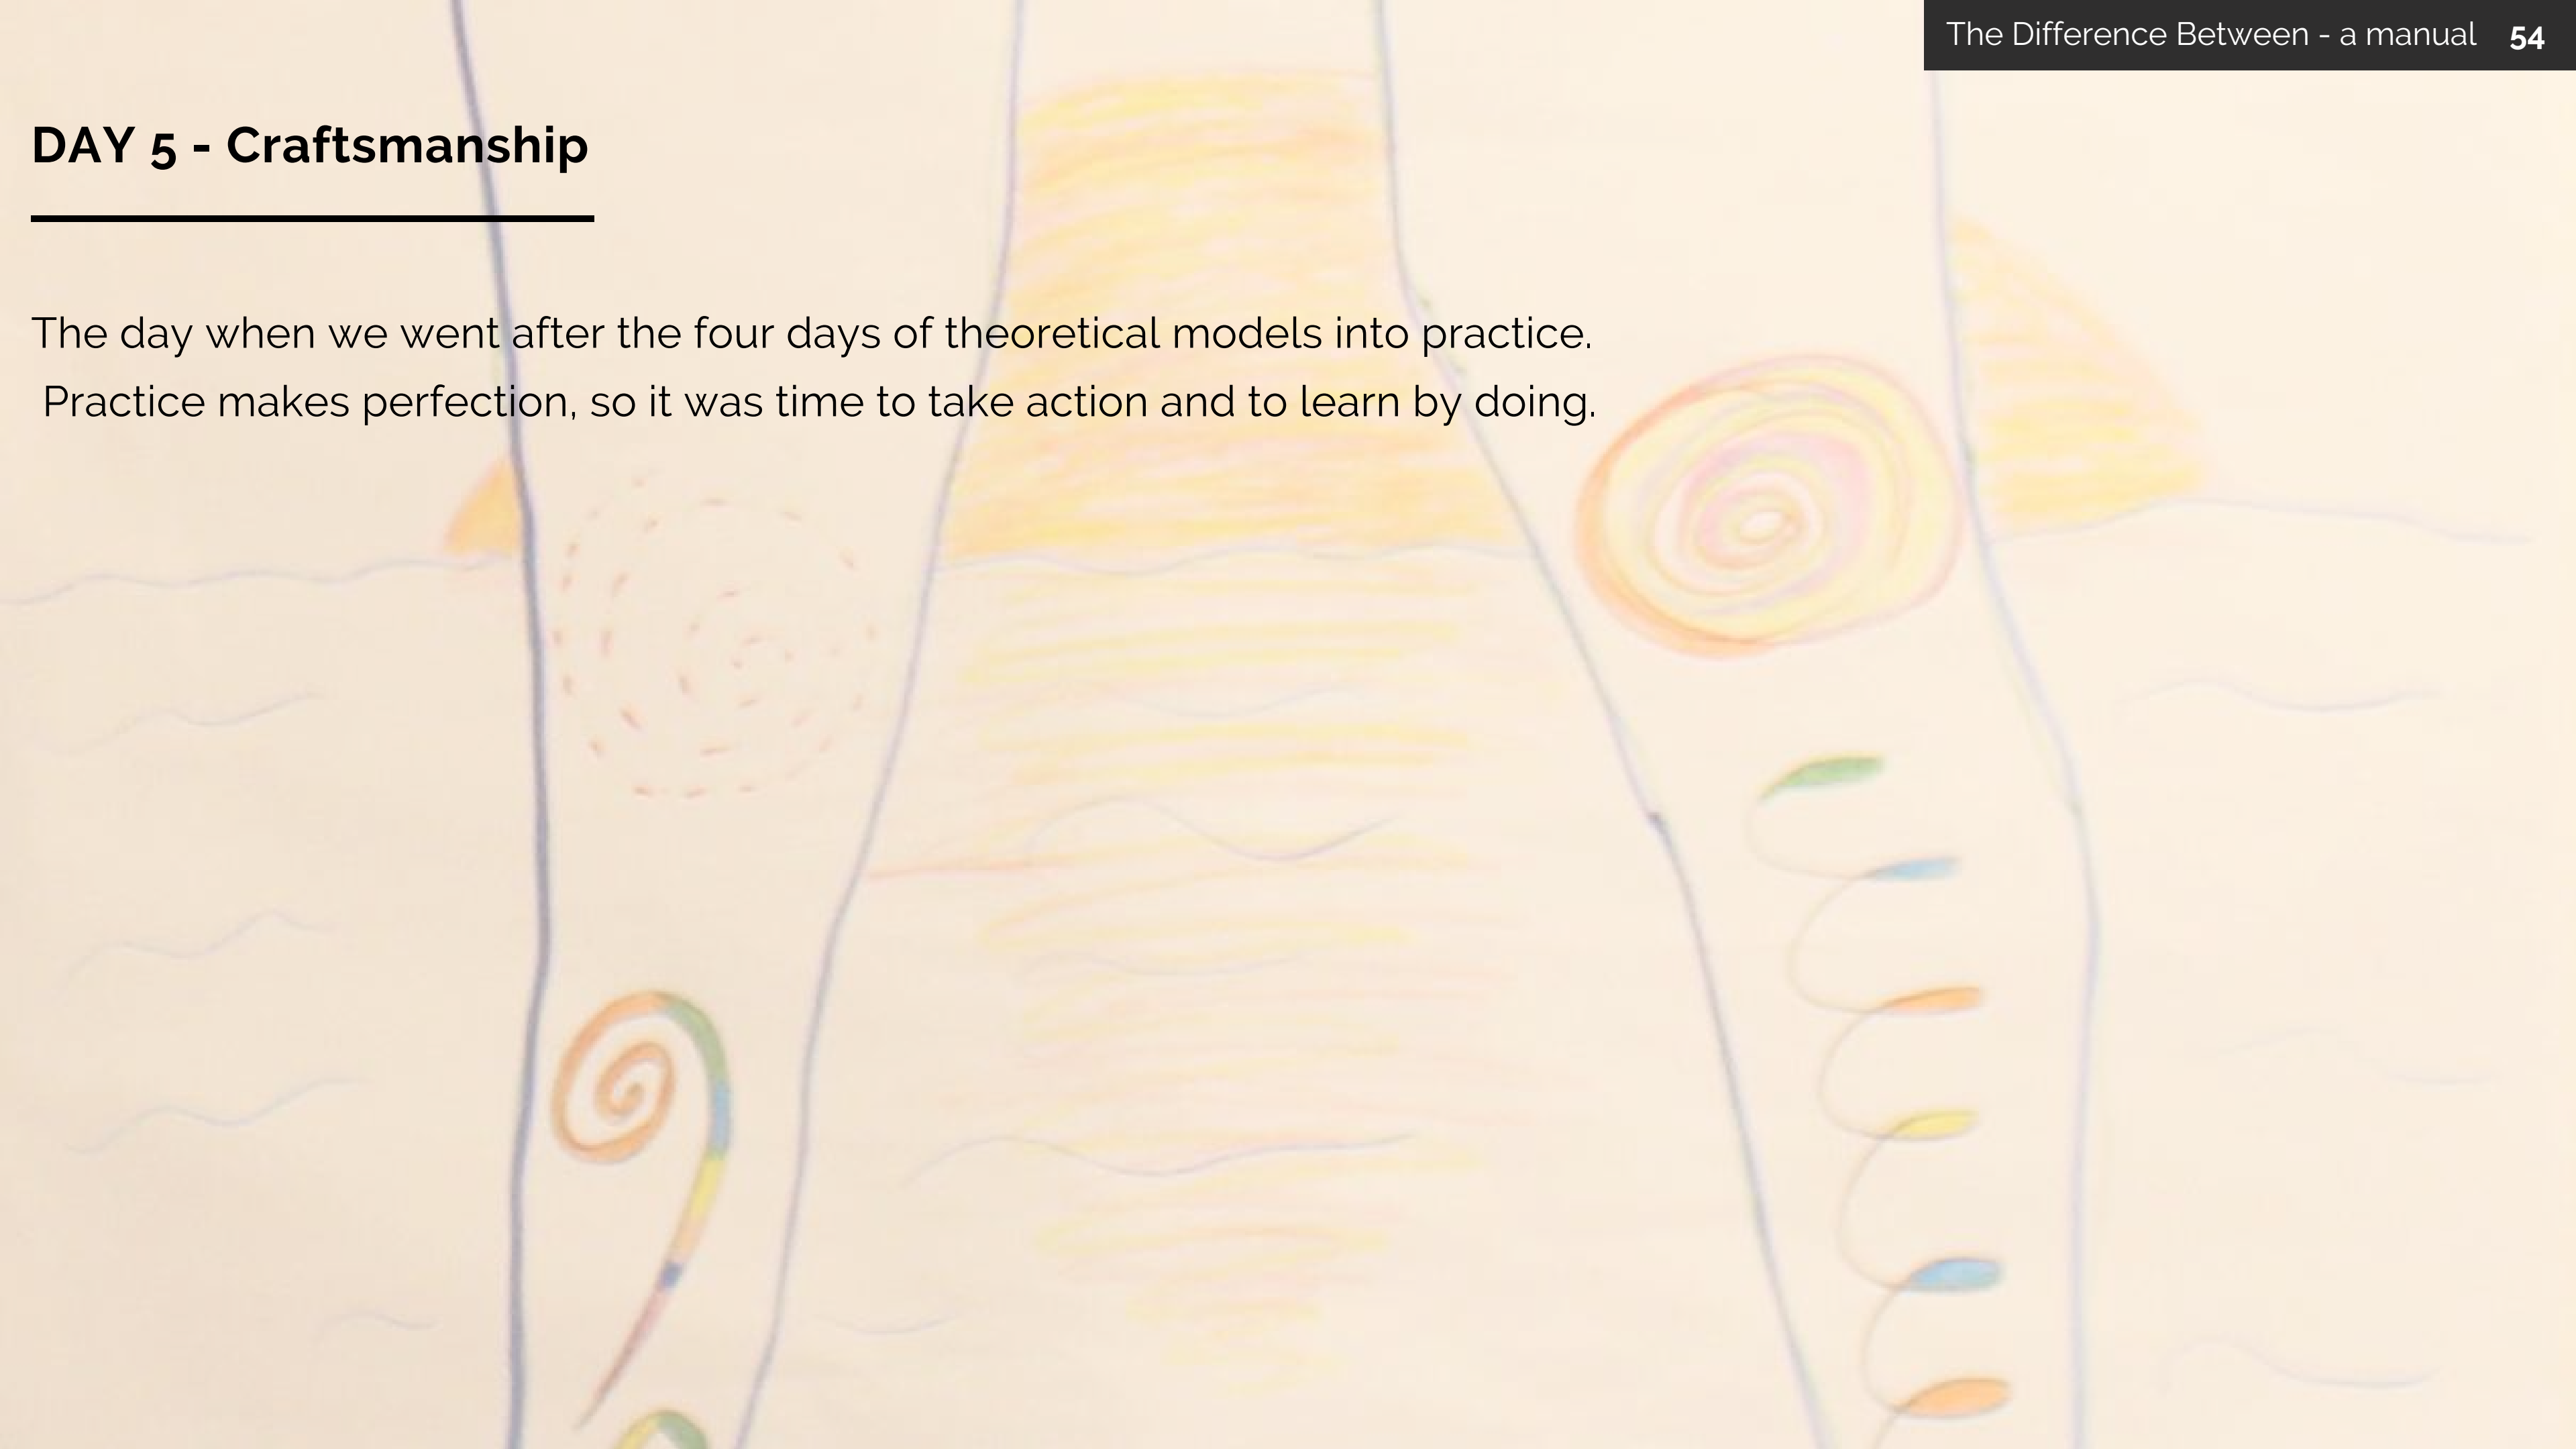 The Difference Between - a manual 54
DAY 5 - Craftsmanship
The day when we went after the four days of theoretical models into practice.
Practice makes perfection, so it was time to take action and to learn by doing.